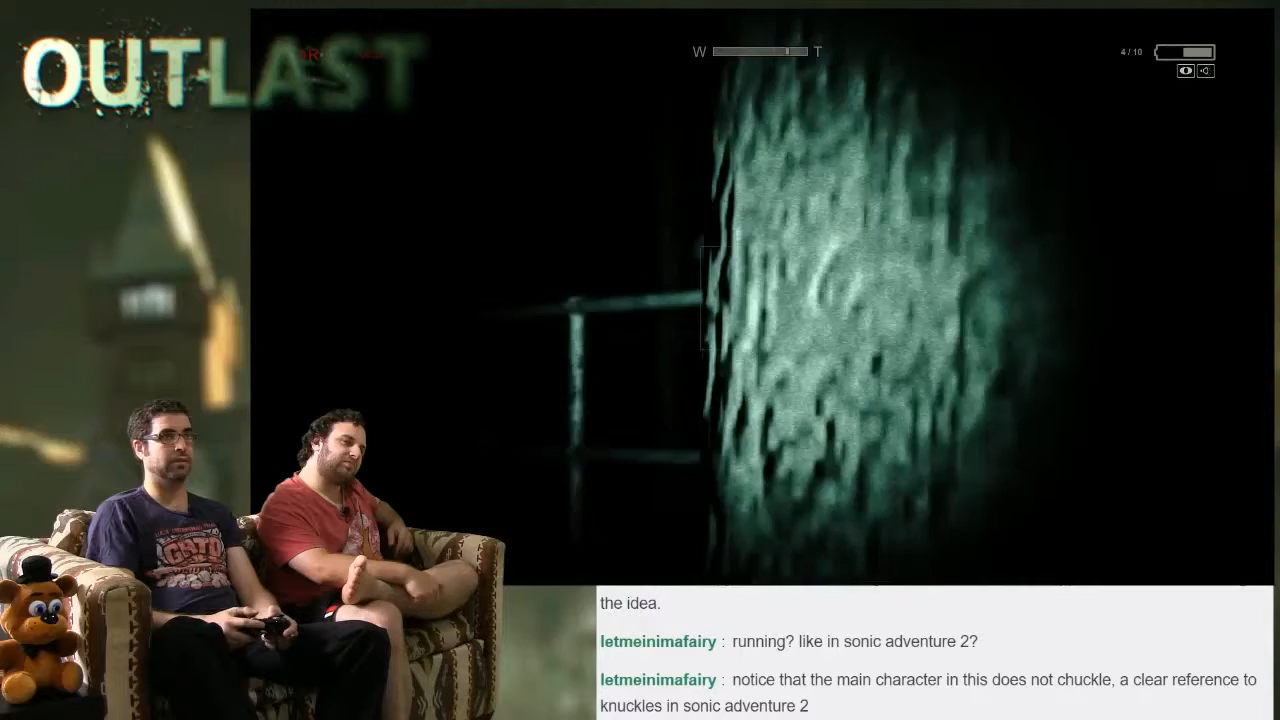 OUTLAST
W T
4 / 10
GATO
the idea.
letmeinimafairy : running? like in sonic adventure 2?
letmeinimafairy : notice that the main character in this does not chuckle, a clear reference to
knuckles in sonic adventure 2